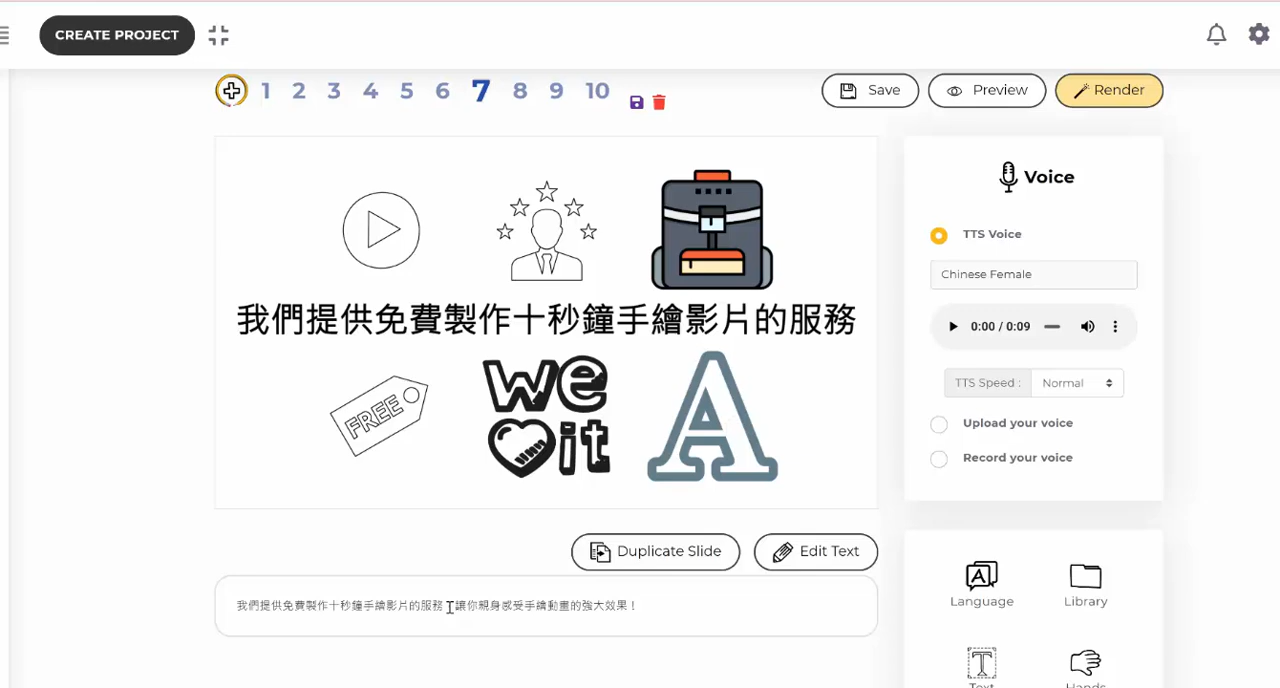 CREATE PROJECT
1 2 3 4 5 6 7 8 9 10
Save
Preview
Render
我們提供免費製作十秒鐘手繪影片的服務
FREE
we
it
A
Duplicate Slide
Edit Text
我們提供免費製作十秒鐘手繪影片的服務 讓你親身感受手繪動畫的強大效果！
Voice
TTS Voice
Chinese Female
0:00 / 0:09
TTS Speed :
Normal
Upload your voice
Record your voice
A
Language
Library
T
Text
Hands